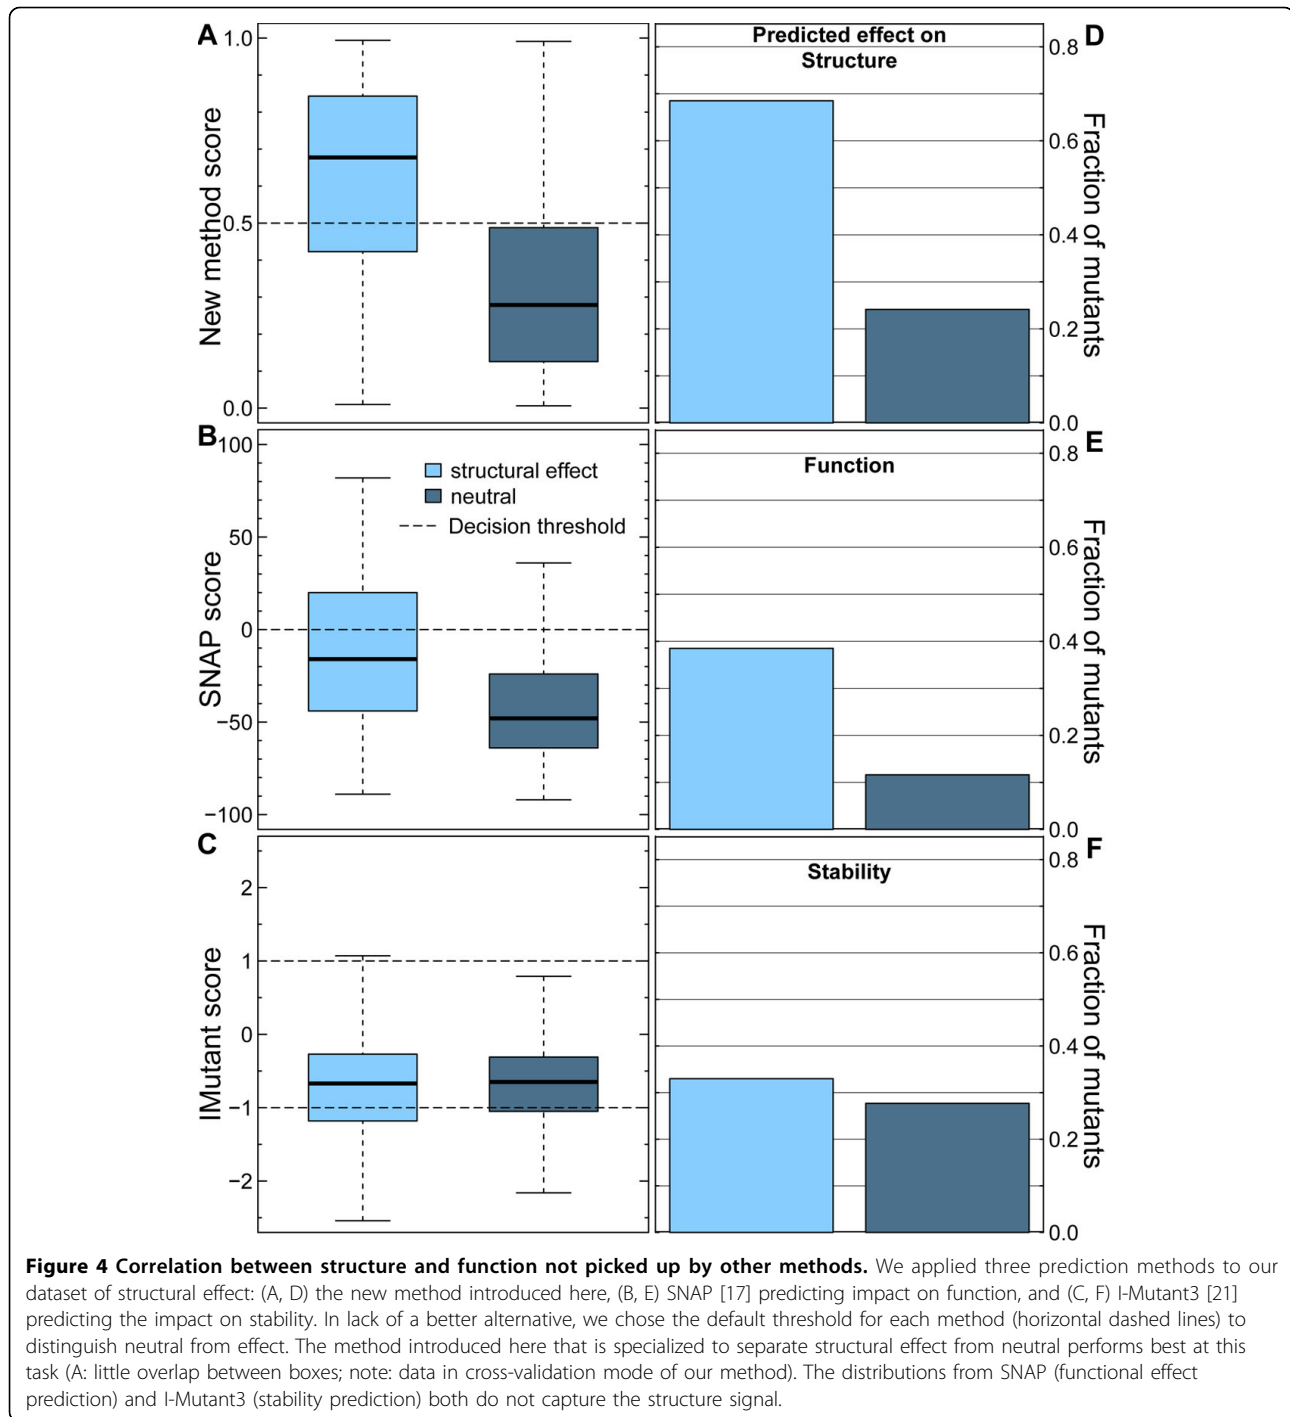 A
New method score
1.0
0.5
0.0
Predicted effect on
Structure
D
Fraction of mutants
0.8
0.6
0.4
0.2
0.0
B
SNAP score
100
50
0
−50
−100
structural effect
neutral
Decision threshold
Function
E
Fraction of mutants
0.8
0.6
0.4
0.2
0.0
C
IMutant score
2
1
0
−1
−2
Stability
F
Fraction of mutants
0.8
0.6
0.4
0.2
0.0
Figure 4 Correlation between structure and function not picked up by other methods. We applied three prediction methods to our
dataset of structural effect: (A, D) the new method introduced here, (B, E) SNAP [17] predicting impact on function, and (C, F) I-Mutant3 [21]
predicting the impact on stability. In lack of a better alternative, we chose the default threshold for each method (horizontal dashed lines) to
distinguish neutral from effect. The method introduced here that is specialized to separate structural effect from neutral performs best at this
task (A: little overlap between boxes; note: data in cross-validation mode of our method). The distributions from SNAP (functional effect
prediction) and I-Mutant3 (stability prediction) both do not capture the structure signal.